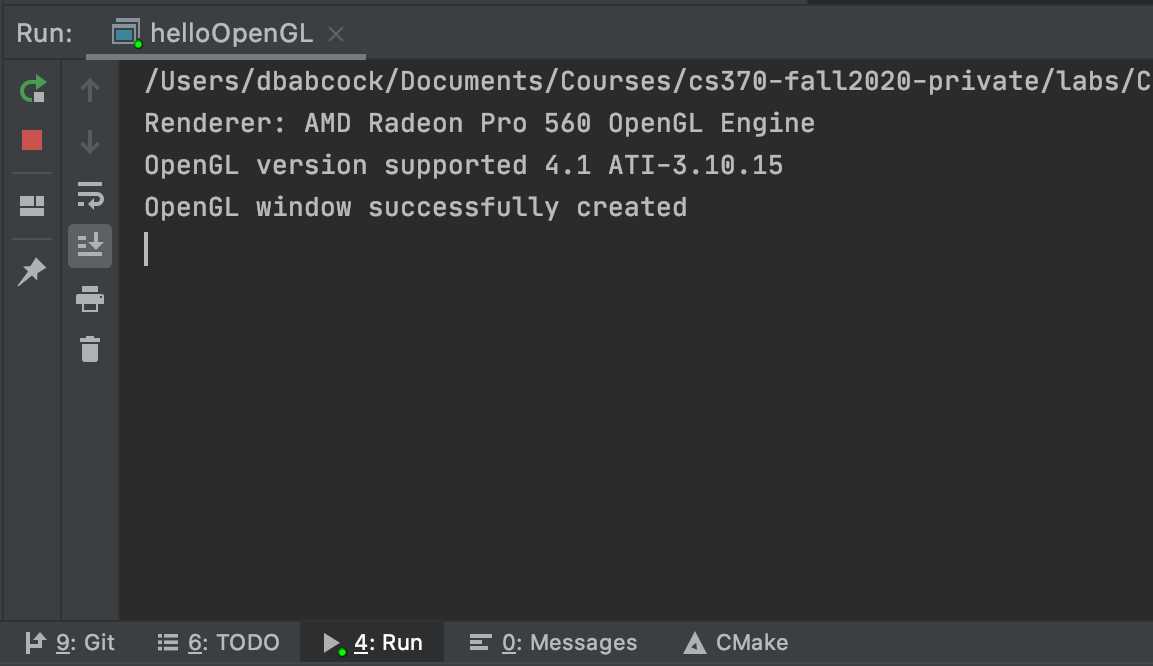 Run: helloOpenGL
/Users/dbabcock/Documents/Courses/cs370-fall2020-private/labs/C
Renderer: AMD Radeon Pro 560 OpenGL Engine
OpenGL version supported 4.1 ATI-3.10.15
OpenGL window successfully created
9: Git 6: TODO 4: Run 0: Messages CMake